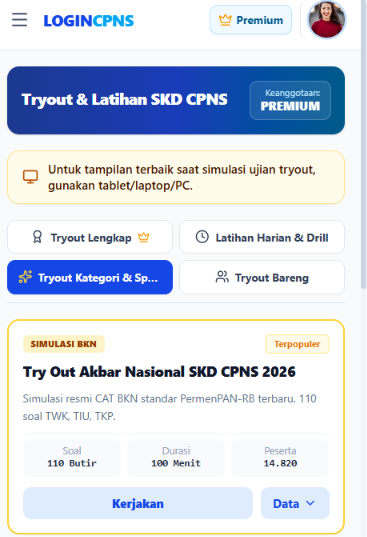 LOGINCPNS
Premium
Tryout & Latihan SKD CPNS
Keanggotaan:
PREMIUM
Untuk tampilan terbaik saat simulasi ujian tryout,
gunakan tablet/laptop/PC.
Tryout Lengkap
Latihan Harian & Drill
Tryout Kategori & Sp...
Tryout Bareng
SIMULASI BKN
Terpopuler
Try Out Akbar Nasional SKD CPNS 2026
Simulasi resmi CAT BKN standar PermenPAN-RB terbaru. 110
soal TWK, TIU, TKP.
Soal
110 Butir
Durasi
100 Menit
Peserta
14.820
Kerjakan
Data